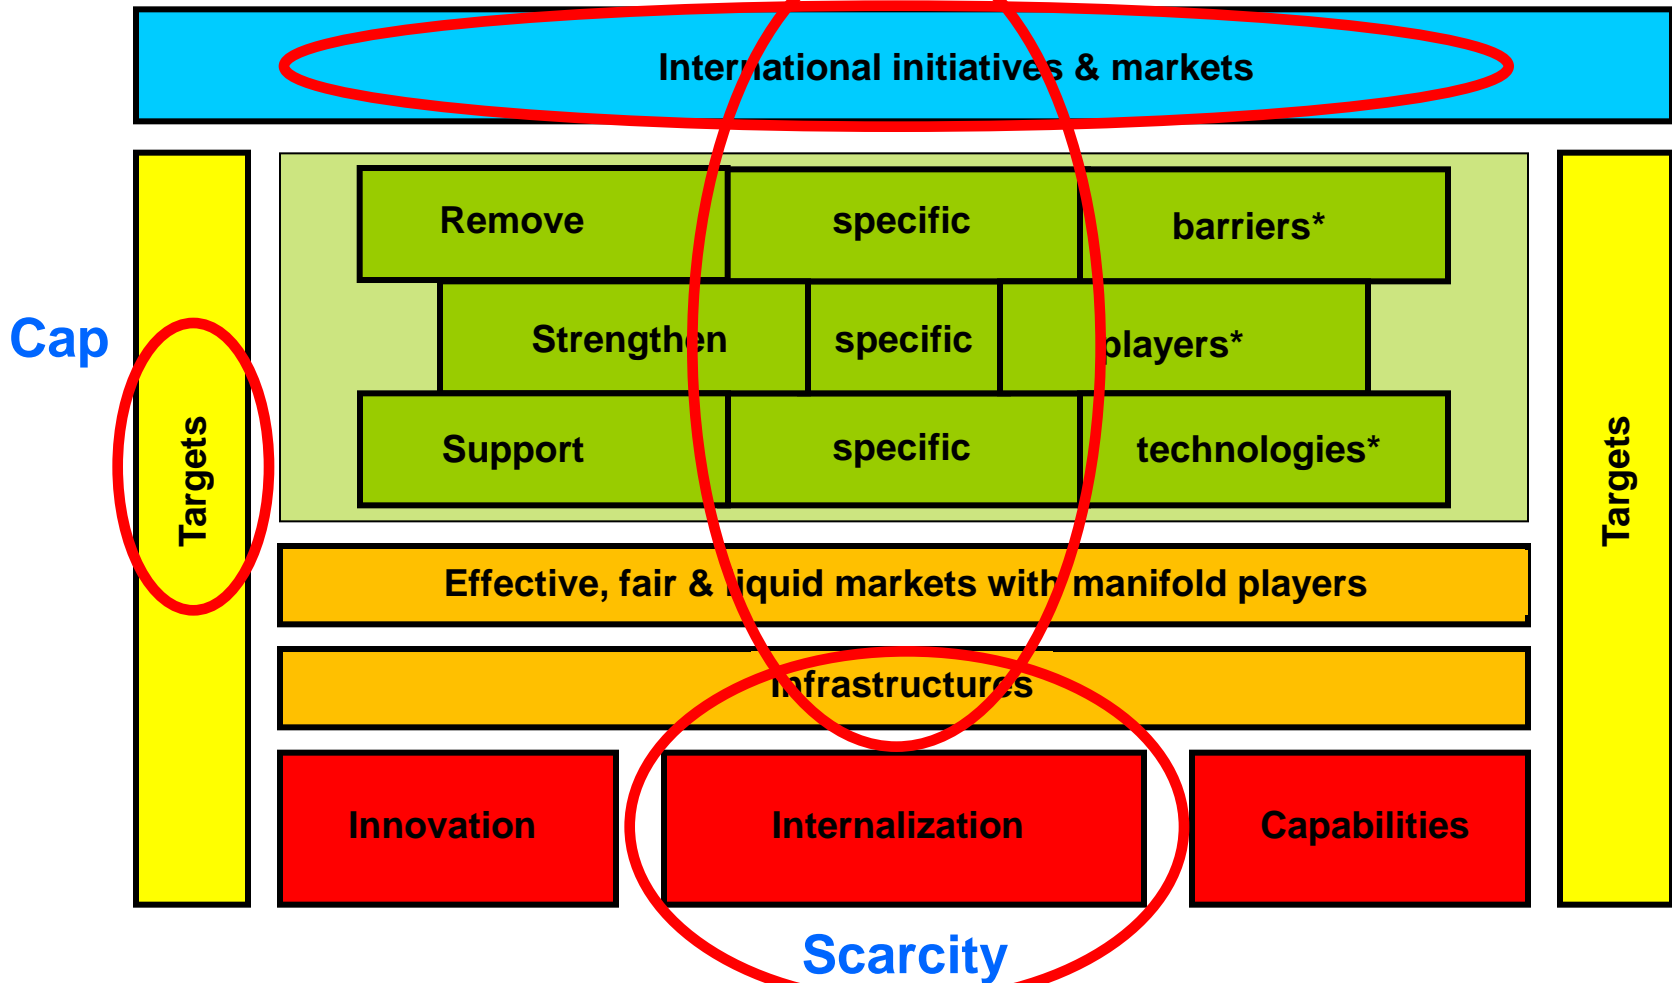 International initiatives & markets
Remove specific barriers*
Cap
Strengthen specific players*
Targets
Support specific technologies*
Targets
Effective, fair & liquid markets with manifold players
Infrastructures
Innovation Internalization Capabilities
Scarcity